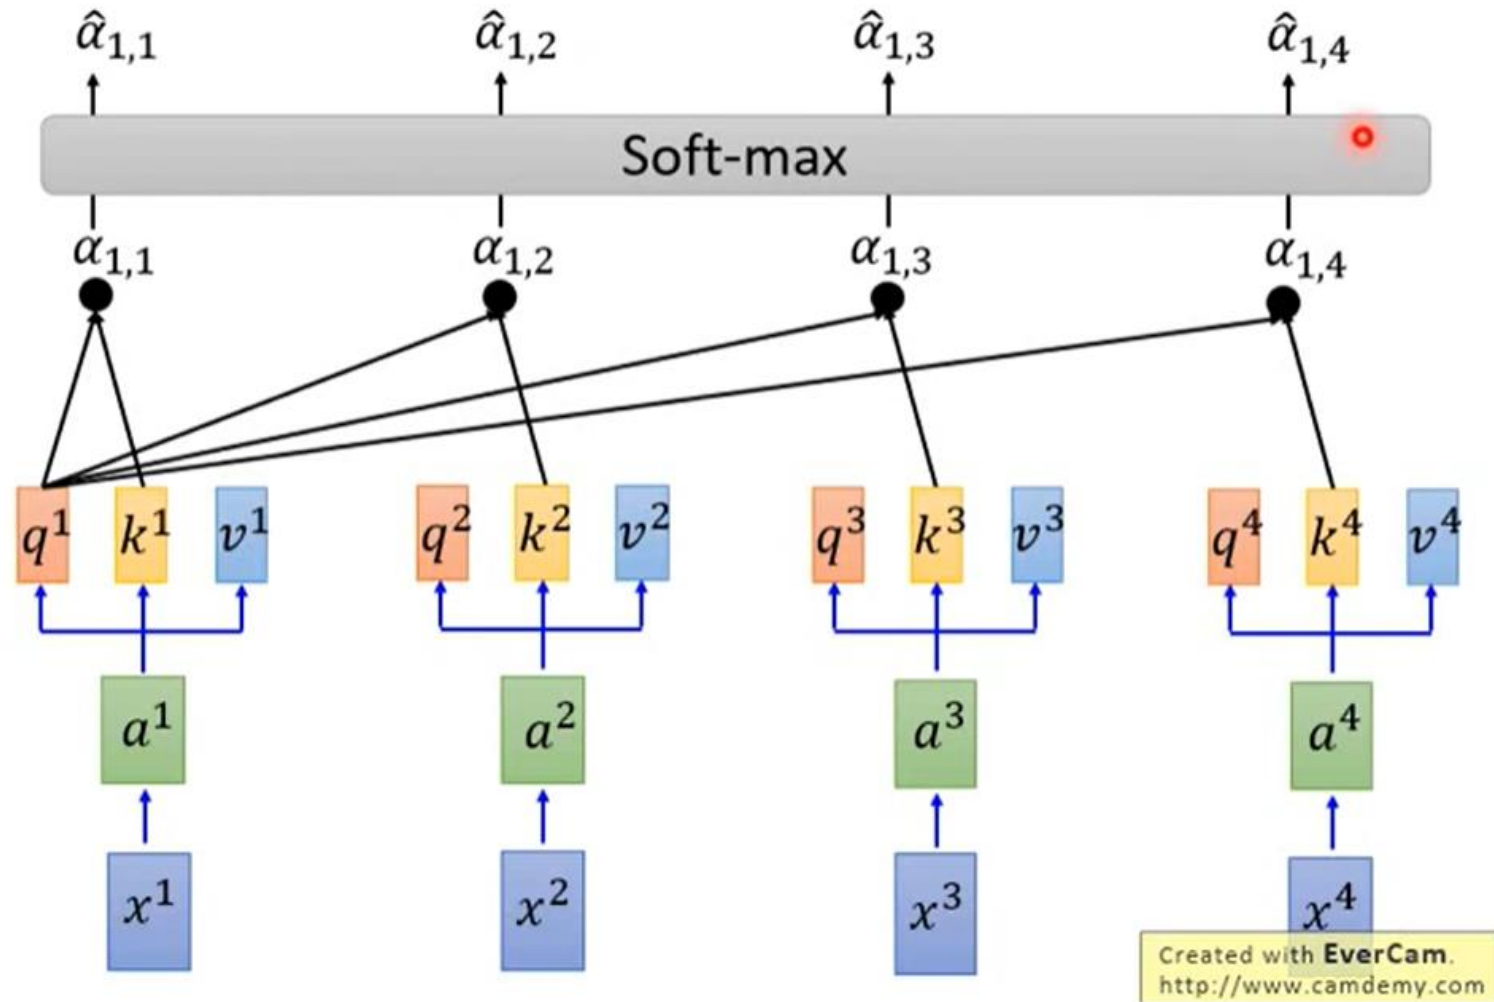 α̂1,1 α̂1,2 α̂1,3 α̂1,4
Soft-max
α1,1 α1,2 α1,3 α1,4
q¹ k¹ v¹ q² k² v² q³ k³ v³ q⁴ k⁴ v⁴
a¹ a² a³ a⁴
x¹ x² x³ x⁴
Created with EverCam.
http://www.camdemy.com